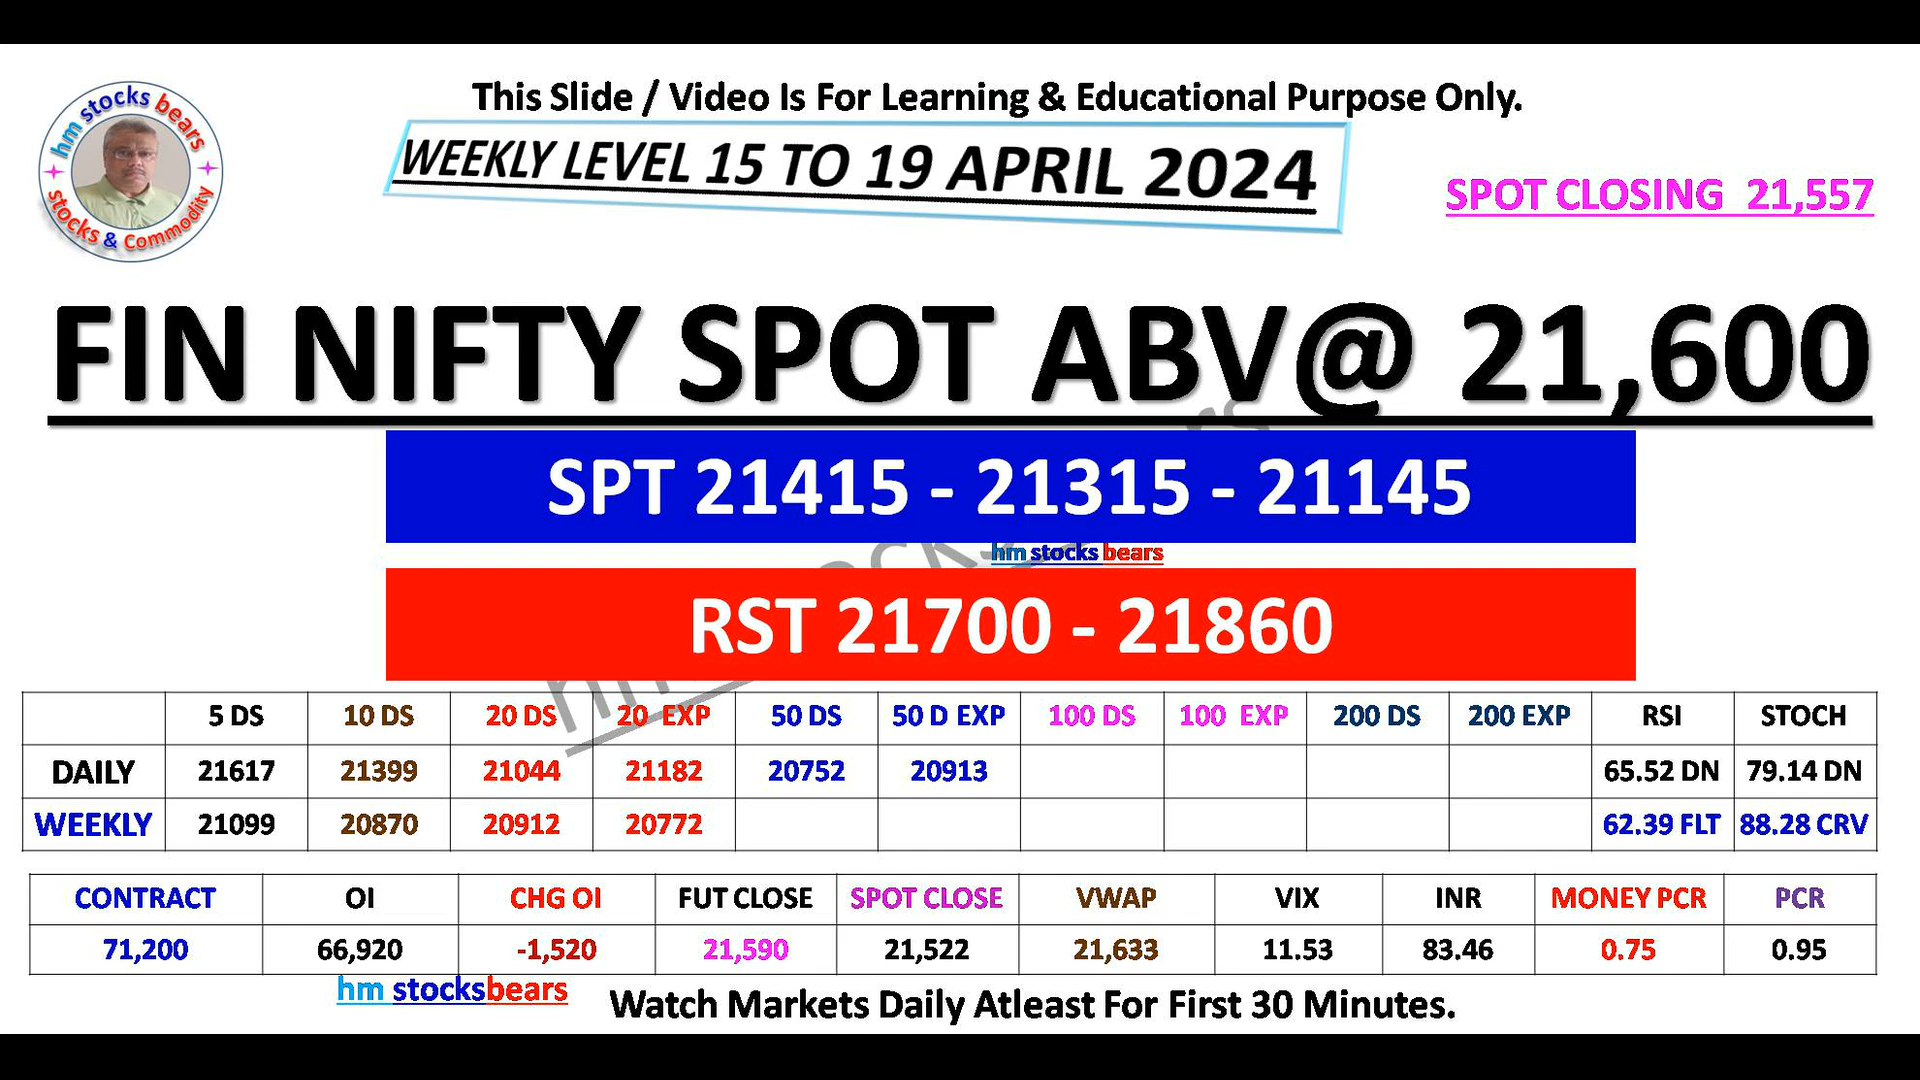 hm stocks bears
stocks & Commodity
This Slide / Video Is For Learning & Educational Purpose Only.
WEEKLY LEVEL 15 TO 19 APRIL 2024
SPOT CLOSING 21,557
FIN NIFTY SPOT ABV@ 21,600
SPT 21415 - 21315 - 21145
hm stocks bears
RST 21700 - 21860
5 DS 10 DS 20 DS 20 EXP 50 DS 50 D EXP 100 DS 100 EXP 200 DS 200 EXP RSI STOCH
DAILY 21617 21399 21044 21182 20752 20913 65.52 DN 79.14 DN
WEEKLY 21099 20870 20912 20772 62.39 FLT 88.28 CRV
CONTRACT OI CHG OI FUT CLOSE SPOT CLOSE VWAP VIX INR MONEY PCR PCR
71,200 66,920 -1,520 21,590 21,522 21,633 11.53 83.46 0.75 0.95
hm stocksbears
Watch Markets Daily Atleast For First 30 Minutes.